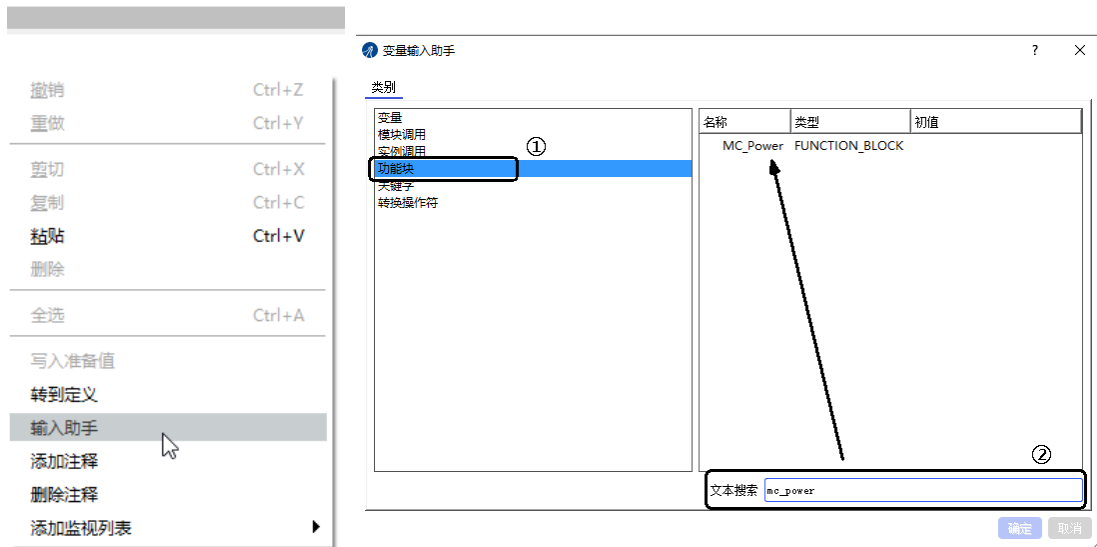 撤销 Ctrl+Z
重做 Ctrl+Y
剪切 Ctrl+X
复制 Ctrl+C
粘贴 Ctrl+V
删除
全选 Ctrl+A
写入准备值
转到定义
输入助手
添加注释
删除注释
添加监视列表
变量输入助手 ?
类别
变量
模块调用
实例调用
①
功能块
关键字
转换操作符
名称 类型 初值
MC_Power FUNCTION_BLOCK
②
文本搜索 mc_power
确定 取消